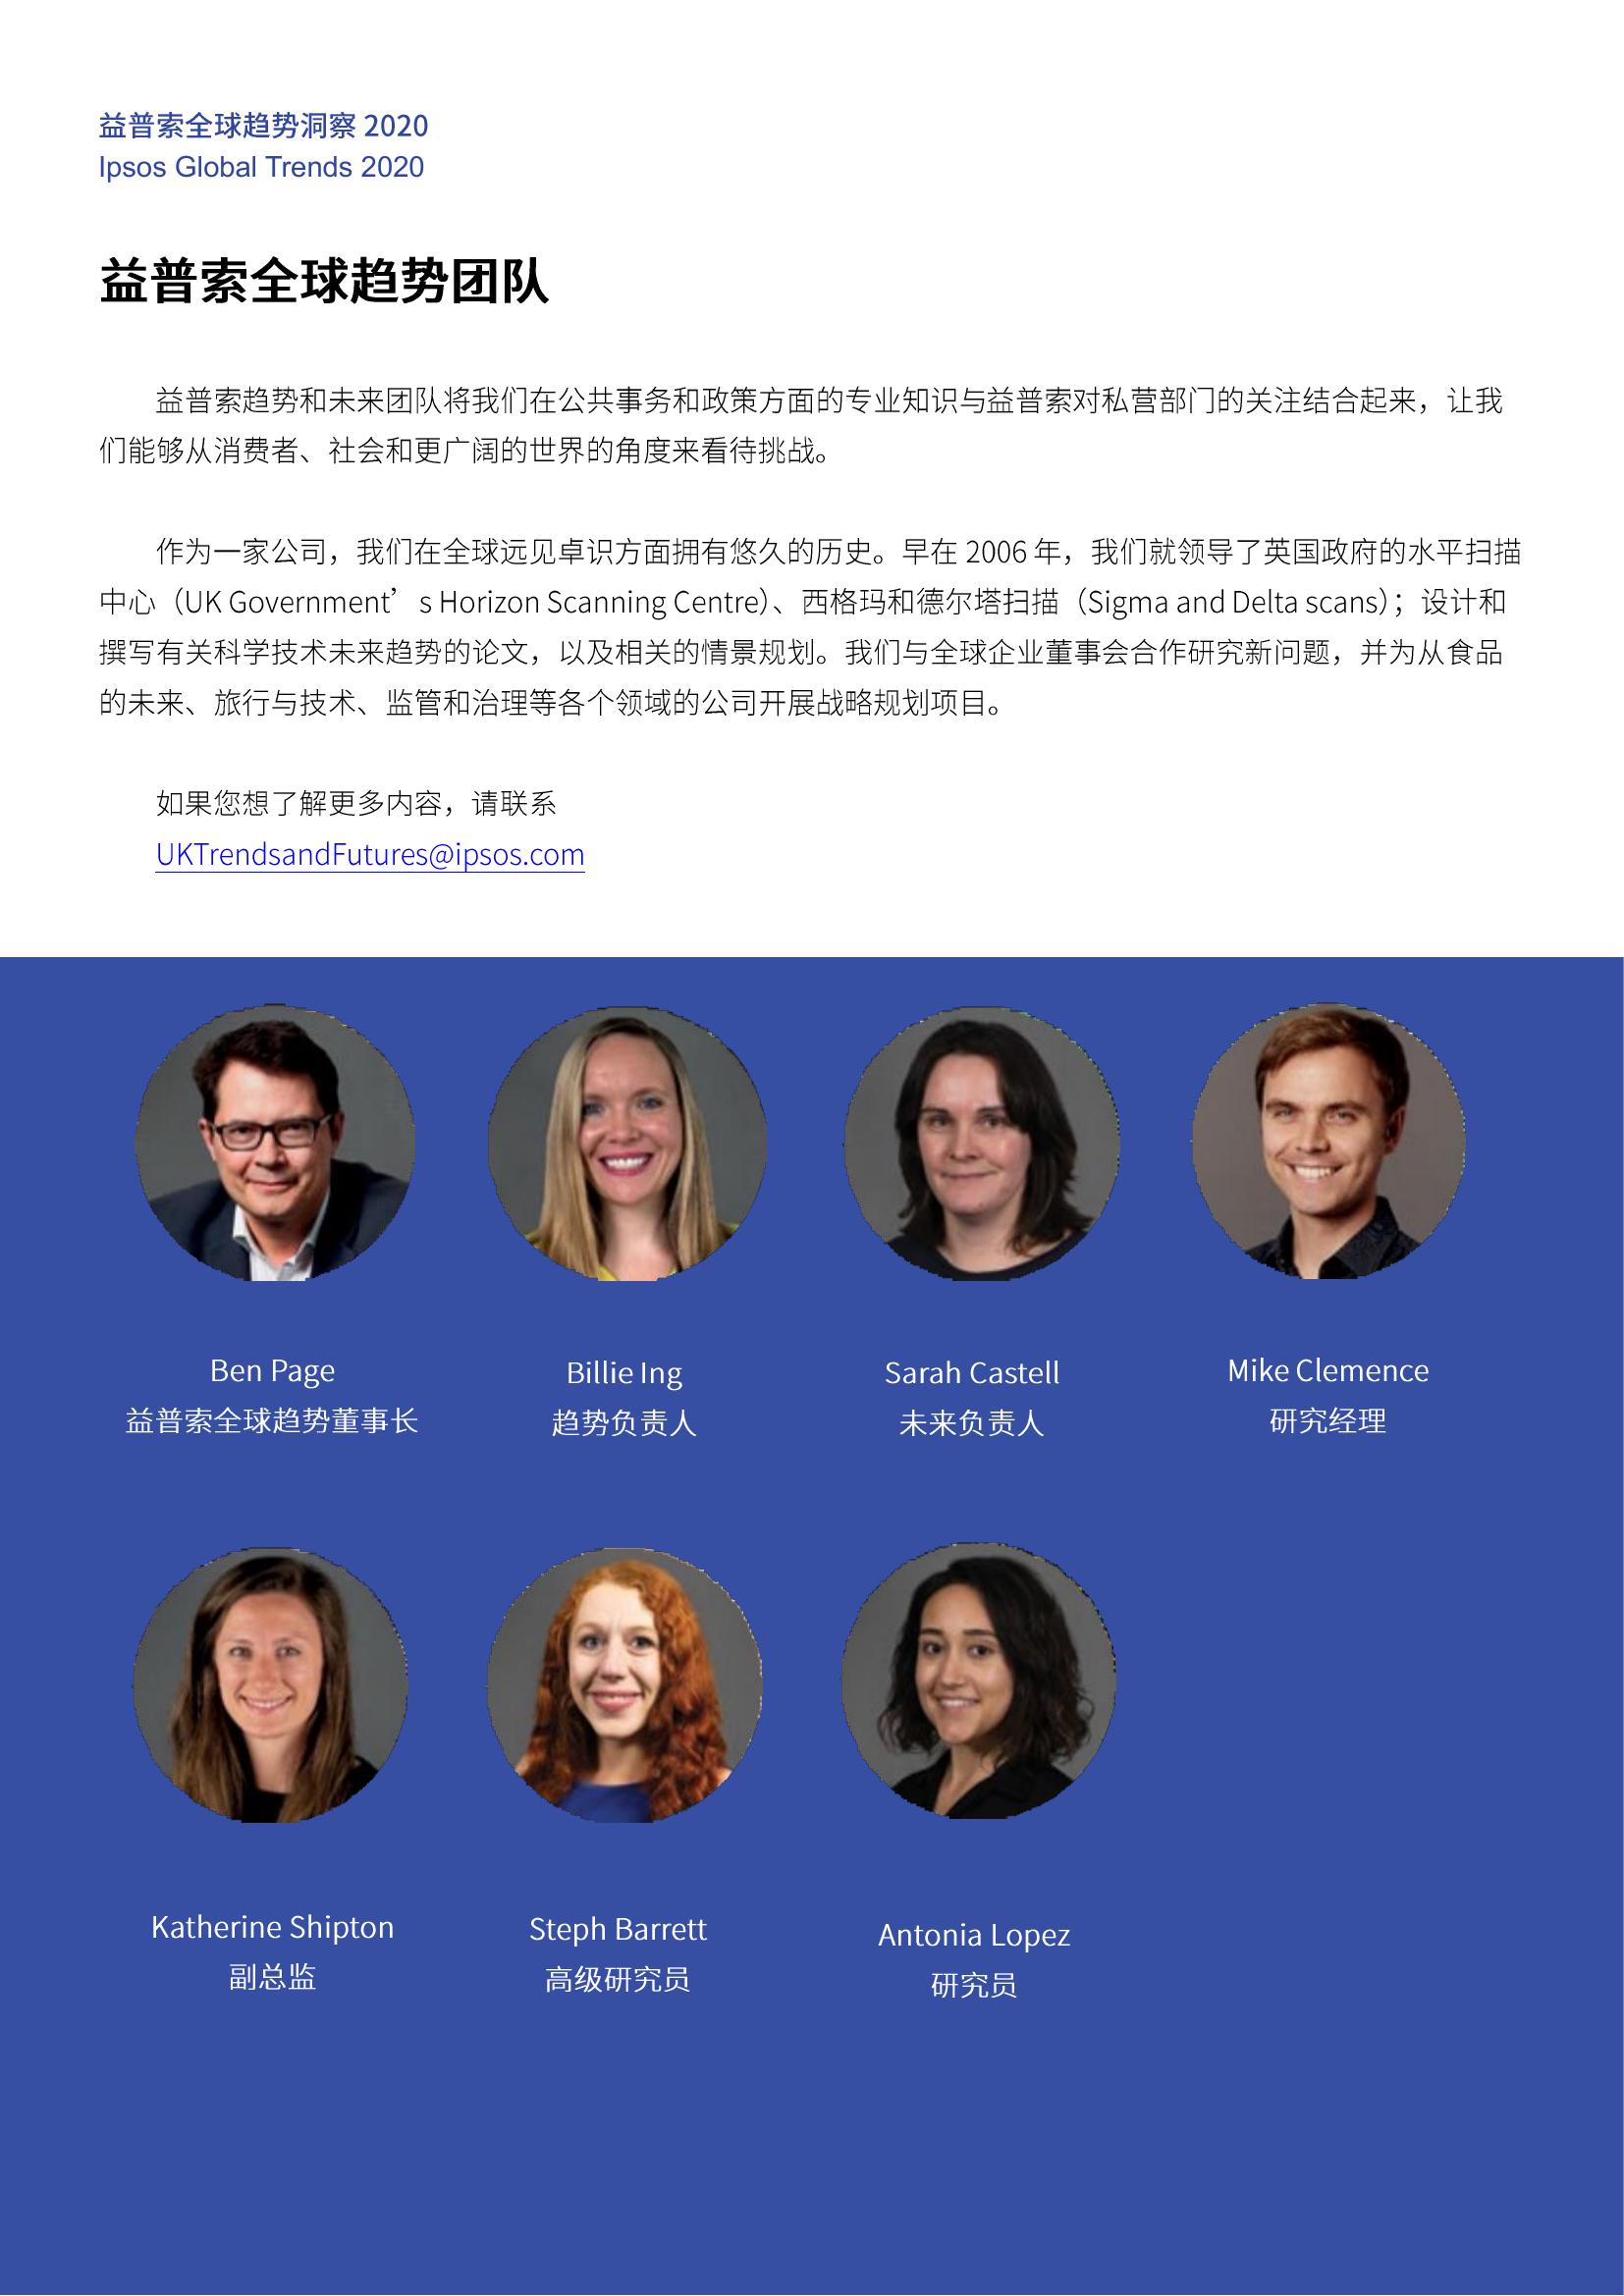 益普索全球趋势洞察 2020
Ipsos Global Trends 2020
益普索全球趋势团队
益普索趋势和未来团队将我们在公共事务和政策方面的专业知识与益普索对私营部门的关注结合起来，让我
们能够从消费者、社会和更广阔的世界的角度来看待挑战。
作为一家公司，我们在全球远见卓识方面拥有悠久的历史。早在 2006 年，我们就领导了英国政府的水平扫描
中心（UK Government’s Horizon Scanning Centre）、西格玛和德尔塔扫描（Sigma and Delta scans）；设计和
撰写有关科学技术未来趋势的论文，以及相关的情景规划。我们与全球企业董事会合作研究新问题，并为从食品
的未来、旅行与技术、监管和治理等各个领域的公司开展战略规划项目。
如果您想了解更多内容，请联系
UKTrendsandFutures@ipsos.com
Ben Page
益普索全球趋势董事长
Billie Ing
趋势负责人
Sarah Castell
未来负责人
Mike Clemence
研究经理
Katherine Shipton
副总监
Steph Barrett
高级研究员
Antonia Lopez
研究员